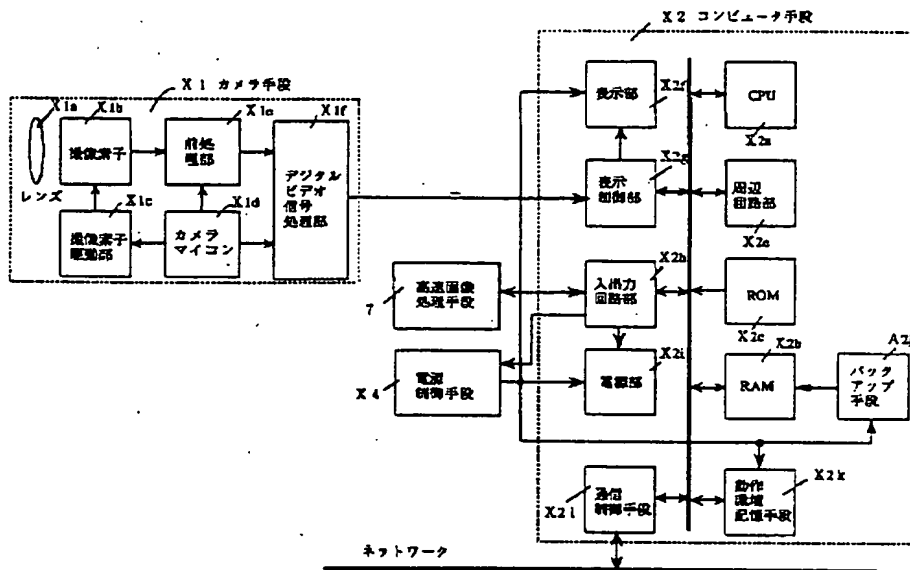 X2 コンピュータ手段
X1 カメラ手段
X1a
X1b
X1f
レンズ
撮像素子
前処
理部
デジタル
ビデオ
信号
処理部
X1d
撮像素子
駆動部
カメラ
マイコン
表示部
X2f
CPU
X2a
表示
制御部
X2g
周辺
回路部
7
高速画像
処理手段
入出力
回路部
ROM
X2c
X4
電源
制御手段
電源部
X2i
RAM
X2b
バック
アップ
手段
X2l
通信
制御手段
動作
環境
記憶手段
X2k
ネットワーク